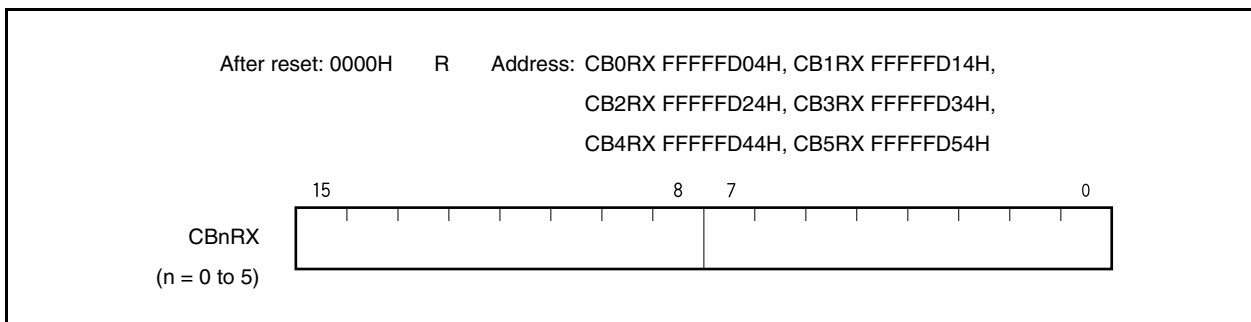 After reset: 0000H R Address: CB0RX FFFFFD04H, CB1RX FFFFFD14H,
CB2RX FFFFFD24H, CB3RX FFFFFD34H,
CB4RX FFFFFD44H, CB5RX FFFFFD54H
15 8 7 0
CBnRX
(n = 0 to 5)